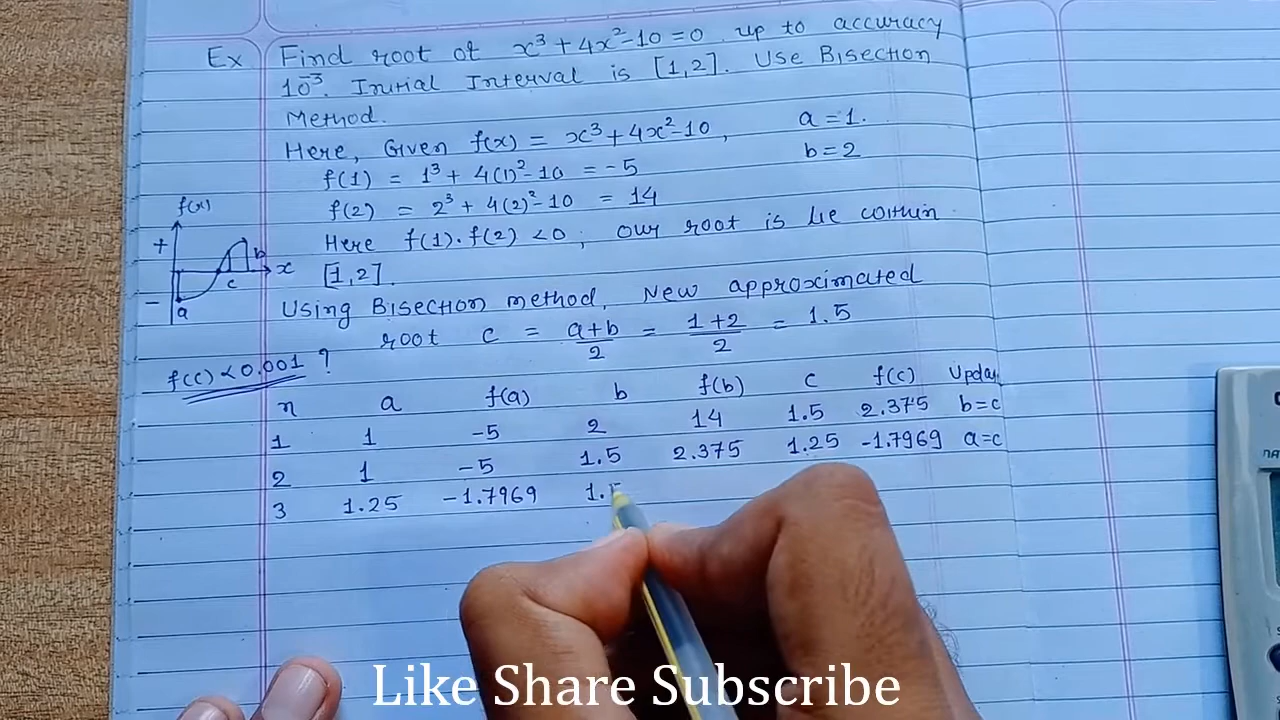 Ex Find root of x³ + 4x² - 10 = 0 up to accuracy
10⁻³. Initial Interval is [1,2]. Use Bisection
Method.
Here, Given f(x) = x³ + 4x² - 10, a = 1.
f(1) = 1³ + 4(1)² - 10 = -5 b = 2
f(2) = 2³ + 4(2)² - 10 = 14
Here f(1).f(2) < 0, our root is lie within
[1,2].
f(x)
+
-
a
b
c
x
Using Bisection method, New approximated
root c = a+b/2 = 1+2/2 = 1.5
f(c) < 0.001 ?
n a f(a) b f(b) c f(c) Updat
1 1 -5 2 14 1.5 2.375 b=c
2 1 -5 1.5 2.375 1.25 -1.7969 a=c
3 1.25 -1.7969 1.5
Like Share Subscribe